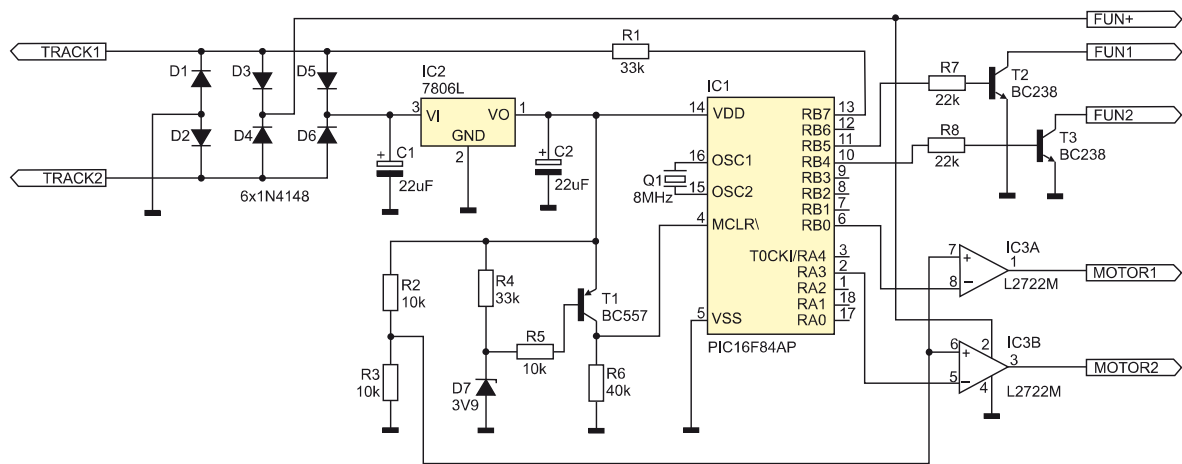 FUN+
TRACK1
R1
33k
FUN1
D1
D3
D5
IC2
7806L
IC1
R7
22k
T2
BC238
3
VI
VO
1
14
VDD
RB7
13
RB6
12
RB5
11
RB4
10
RB3
9
RB2
8
RB1
7
RB0
6
D2
D4
D6
GND
2
+
C1
22uF
+
C2
22uF
16
OSC1
Q1
8MHz
15
OSC2
4
MCLR\
R8
22k
FUN2
T3
BC238
TRACK2
6x1N4148
T0CKI/RA4
3
RA3
2
RA2
1
RA1
18
RA0
17
5
VSS
PIC16F84AP
R2
10k
R4
33k
T1
BC557
R5
10k
R3
10k
D7
3V9
R6
40k
7
+
8
−
IC3A
1
L2722M
MOTOR1
6
+
5
−
2
4
IC3B
3
L2722M
MOTOR2